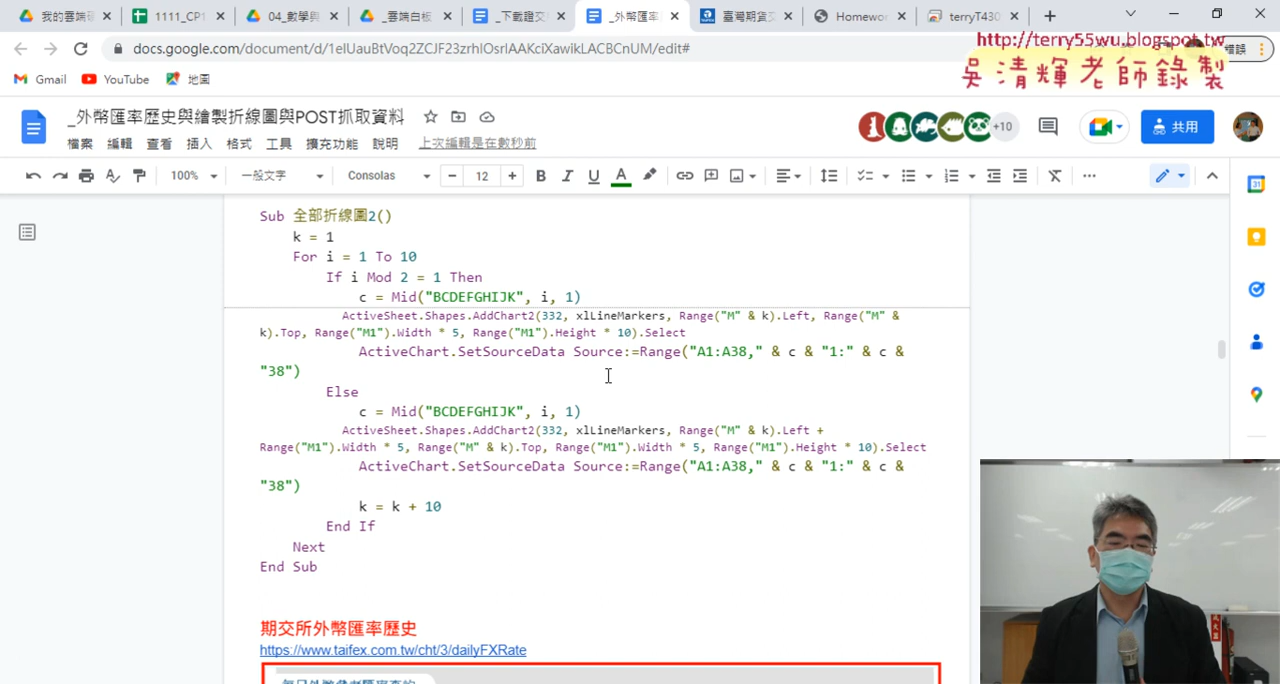 我的雲端硬
1111_CP1
04_數學與
_雲端白板
_下載證交
_外幣匯率
臺灣期貨交
Homewor
terryT430
docs.google.com/document/d/1eIUauBtVoq2ZCJF23zrhIOsrIAAKciXawikLACBCnUM/edit#
http://terry55wu.blogspot.tw
吳清輝老師錄製
Gmail
YouTube
地圖
_外幣匯率歷史與繪製折線圖與POST抓取資料
+10
共用
檔案 編輯 查看 插入 格式 工具 擴充功能 說明 上次編輯是在數秒前
100% 一般文字 Consolas 12
Sub 全部折線圖2()
k = 1
For i = 1 To 10
If i Mod 2 = 1 Then
c = Mid("BCDEFGHIJK", i, 1)
ActiveSheet.Shapes.AddChart2(332, xlLineMarkers, Range("M" & k).Left, Range("M" &
k).Top, Range("M1").Width * 5, Range("M1").Height * 10).Select
ActiveChart.SetSourceData Source:=Range("A1:A38," & c & "1:" & c &
"38")
Else
c = Mid("BCDEFGHIJK", i, 1)
ActiveSheet.Shapes.AddChart2(332, xlLineMarkers, Range("M" & k).Left +
Range("M1").Width * 5, Range("M" & k).Top, Range("M1").Width * 5, Range("M1").Height * 10).Select
ActiveChart.SetSourceData Source:=Range("A1:A38," & c & "1:" & c &
"38")
k = k + 10
End If
Next
End Sub
期交所外幣匯率歷史
https://www.taifex.com.tw/cht/3/dailyFXRate